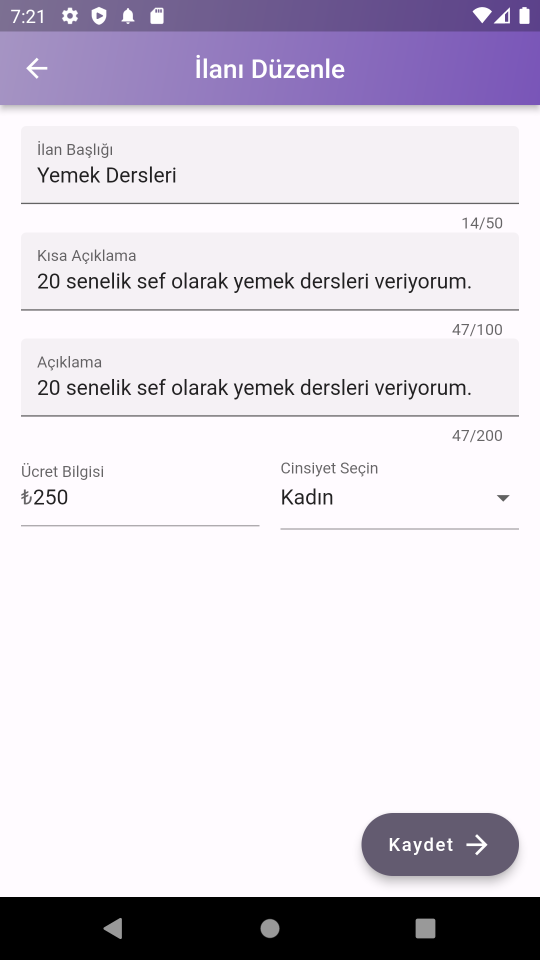 7:21
İlanı Düzenle
İlan Başlığı
Yemek Dersleri
14/50
Kısa Açıklama
20 senelik sef olarak yemek dersleri veriyorum.
47/100
Açıklama
20 senelik sef olarak yemek dersleri veriyorum.
47/200
Ücret Bilgisi
₺250
Cinsiyet Seçin
Kadın
Kaydet